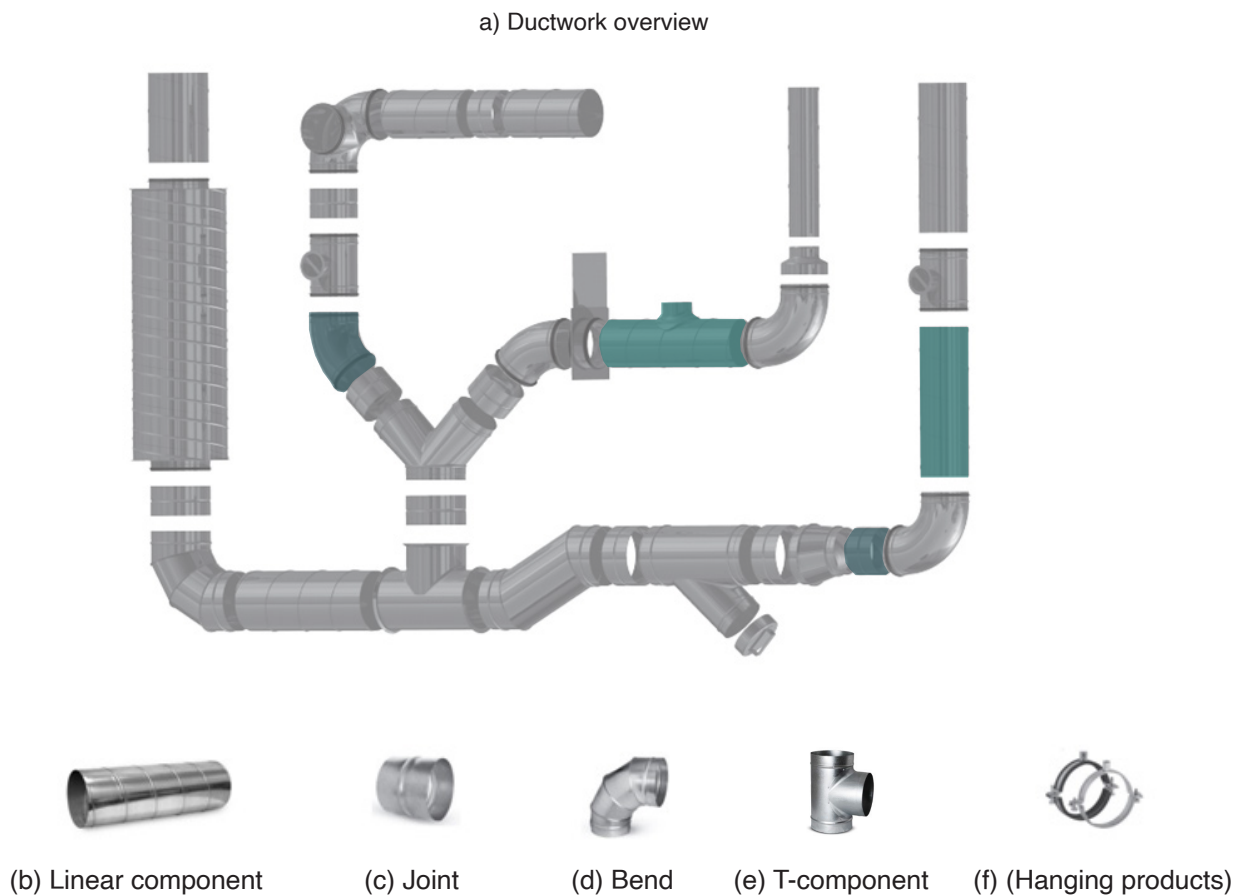 a) Ductwork overview
(b) Linear component (c) Joint (d) Bend (e) T-component (f) (Hanging products)